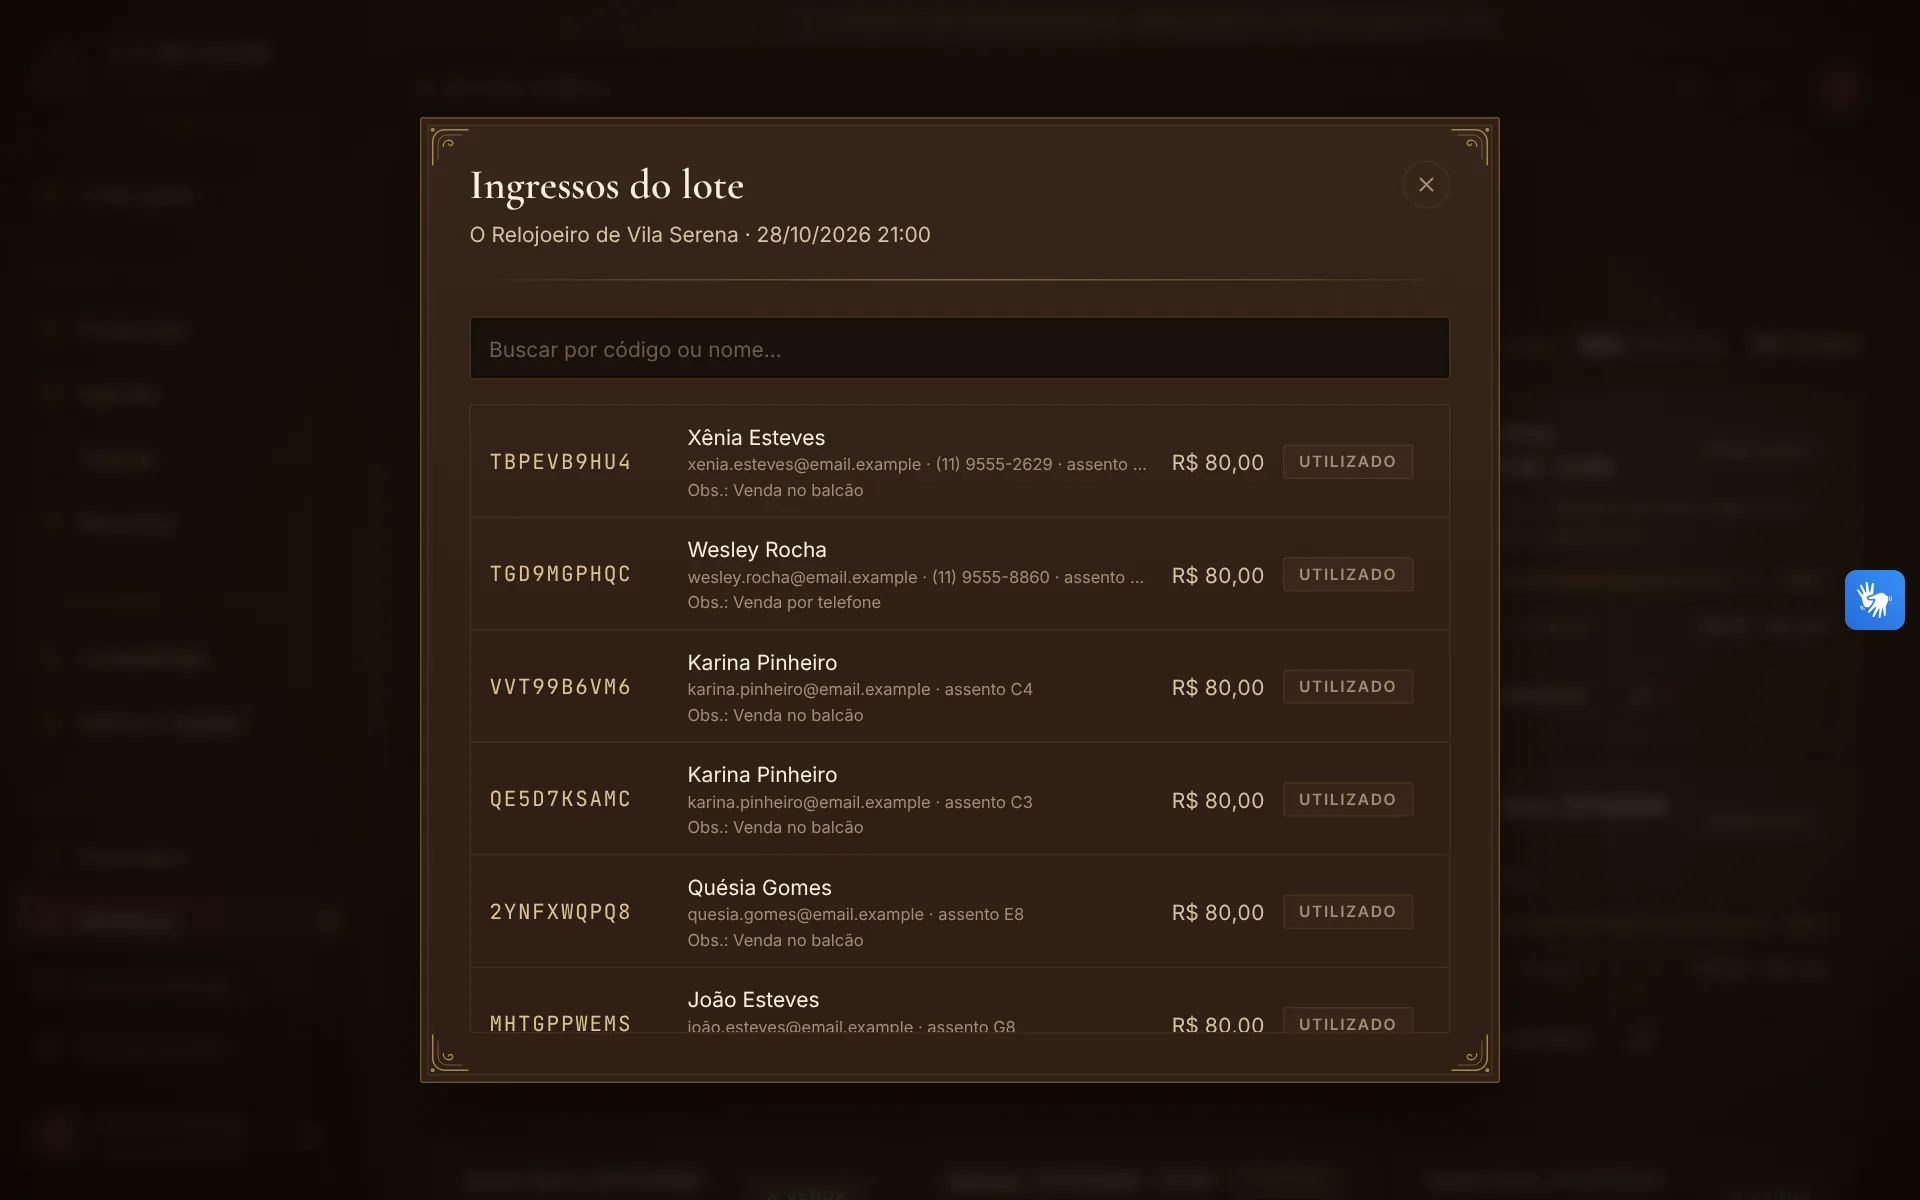 Ingressos do lote
O Relojoeiro de Vila Serena · 28/10/2026 21:00
Buscar por código ou nome...
TBPEVB9HU4
Xênia Esteves
xenia.esteves@email.example · (11) 9555-2629 · assento ...
Obs.: Venda no balcão
R$ 80,00
UTILIZADO
TGD9MGPHQC
Wesley Rocha
wesley.rocha@email.example · (11) 9555-8860 · assento ...
Obs.: Venda por telefone
R$ 80,00
UTILIZADO
VVT99B6VM6
Karina Pinheiro
karina.pinheiro@email.example · assento C4
Obs.: Venda no balcão
R$ 80,00
UTILIZADO
QE5D7KSAMC
Karina Pinheiro
karina.pinheiro@email.example · assento C3
Obs.: Venda no balcão
R$ 80,00
UTILIZADO
2YNFXWQPQ8
Quésia Gomes
quesia.gomes@email.example · assento E8
Obs.: Venda no balcão
R$ 80,00
UTILIZADO
MHTGPPWEMS
João Esteves
joão.esteves@email.example · assento G8
R$ 80,00
UTILIZADO